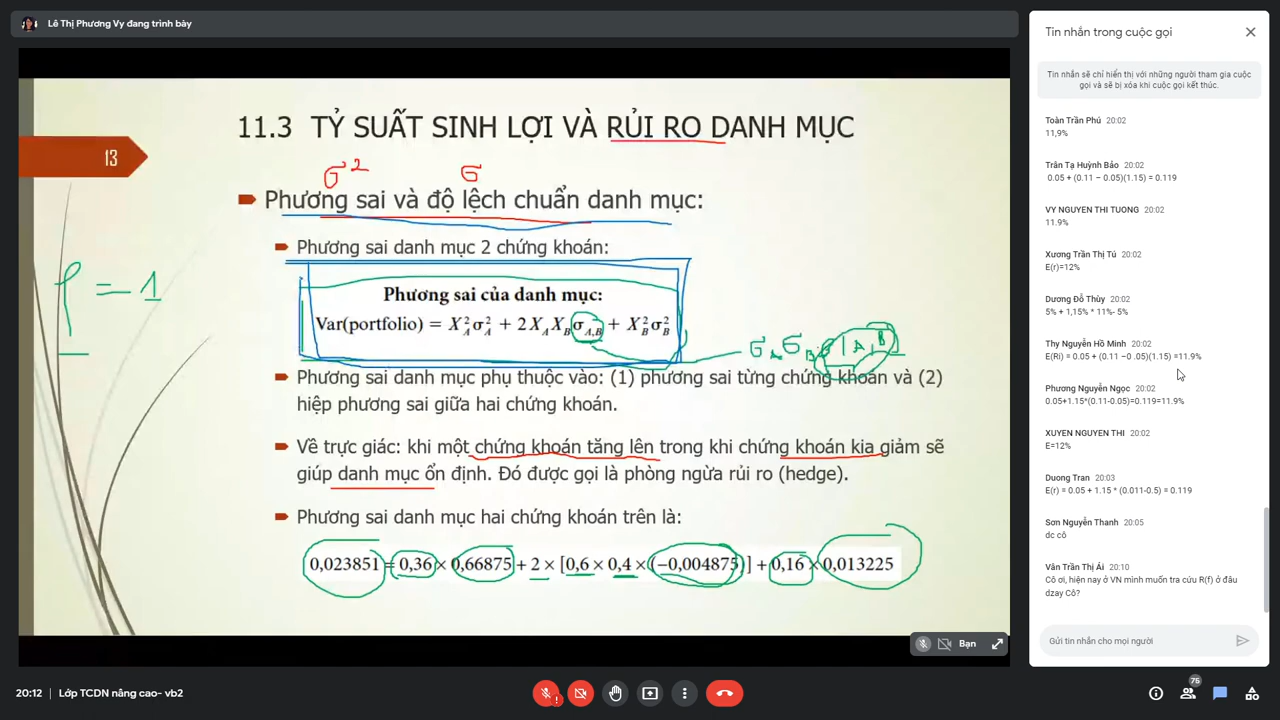 Lê Thị Phương Vy đang trình bày
13
11.3 TỶ SUẤT SINH LỢI VÀ RỦI RO DANH MỤC
σ² σ
Phương sai và độ lệch chuẩn danh mục:
Phương sai danh mục 2 chứng khoán:
ρ = 1
Phương sai của danh mục:
Var(portfolio) = X²_A σ²_A + 2X_A X_B σ_{A,B} + X²_B σ²_B
Phương sai danh mục phụ thuộc vào: (1) phương sai từng chứng khoán và (2)
hiệp phương sai giữa hai chứng khoán.
Về trực giác: khi một chứng khoán tăng lên trong khi chứng khoán kia giảm sẽ
giúp danh mục ổn định. Đó được gọi là phòng ngừa rủi ro (hedge).
Phương sai danh mục hai chứng khoán trên là:
0,023851 = 0,36 × 0,66875 + 2 × [0,6 × 0,4 × (−0,004875)] + 0,16 × 0,013225
Bạn
20:12 | Lớp TCDN nâng cao- vb2
Tin nhắn trong cuộc gọi
Tin nhắn sẽ chỉ hiển thị với những người tham gia cuộc
gọi và sẽ bị xóa khi cuộc gọi kết thúc.
Toàn Trần Phú 20:02
11,9%
Trân Tạ Huỳnh Bảo 20:02
0.05 + (0.11 – 0.05)(1.15) = 0.119
VY NGUYEN THI TUONG 20:02
11.9%
Xương Trần Thị Tú 20:02
E(r)=12%
Dương Đỗ Thùy 20:02
5% + 1,15% * 11%- 5%
Thy Nguyễn Hồ Minh 20:02
E(Ri) = 0.05 + (0.11 –0 .05)(1.15) =11.9%
Phương Nguyễn Ngọc 20:02
0.05+1.15*(0.11-0.05)=0.119=11.9%
XUYEN NGUYEN THI 20:02
E=12%
Duong Tran 20:03
E(r) = 0.05 + 1.15 * (0.011-0.5) = 0.119
Sơn Nguyễn Thanh 20:05
dc cô
Vân Trần Thị Ái 20:10
Cô ơi, hiện nay ở VN mình muốn tra cứu R(f) ở đâu
dzay Cô?
Gửi tin nhắn cho mọi người
75